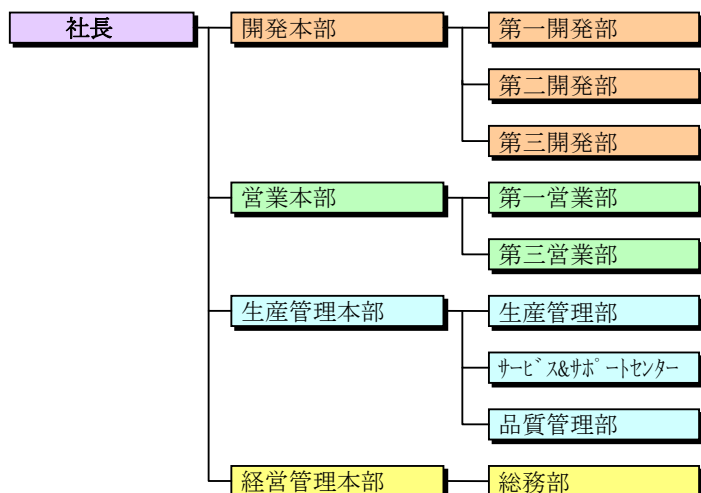 社長
開発本部
第一開発部
第二開発部
第三開発部
営業本部
第一営業部
第三営業部
生産管理本部
生産管理部
ｻｰﾋﾞｽ&ｻﾎﾟｰﾄｾﾝﾀｰ
品質管理部
経営管理本部
総務部